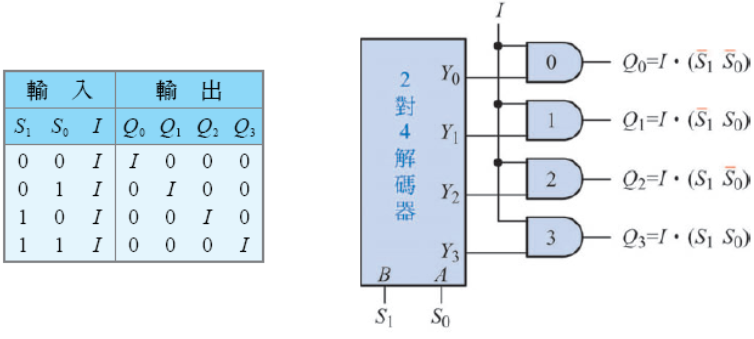 輸 入 輸 出
S₁ S₀ I Q₀ Q₁ Q₂ Q₃
0 0 I I 0 0 0
0 1 I 0 I 0 0
1 0 I 0 0 I 0
1 1 I 0 0 0 I
I
2對4解碼器
Y₀
Y₁
Y₂
Y₃
B A
S₁ S₀
0
1
2
3
Q₀=I・(S̅₁ S̅₀)
Q₁=I・(S̅₁ S₀)
Q₂=I・(S₁ S̅₀)
Q₃=I・(S₁ S₀)